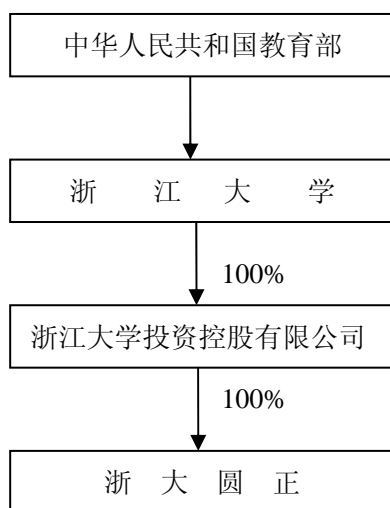 中华人民共和国教育部
浙 江 大 学
100%
浙江大学投资控股有限公司
100%
浙 大 圆 正